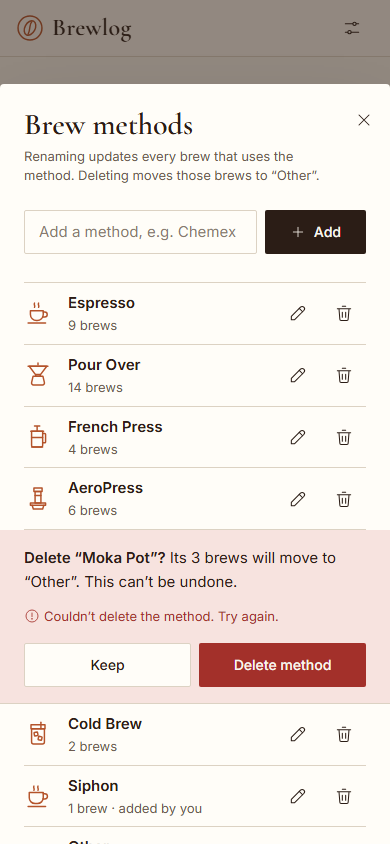 Brewlog
Brew methods
Renaming updates every brew that uses the
method. Deleting moves those brews to “Other”.
Add a method, e.g. Chemex
Add
Espresso
9 brews
Pour Over
14 brews
French Press
4 brews
AeroPress
6 brews
Delete “Moka Pot”? Its 3 brews will move to
“Other”. This can’t be undone.
Couldn’t delete the method. Try again.
Keep
Delete method
Cold Brew
2 brews
Siphon
1 brew · added by you